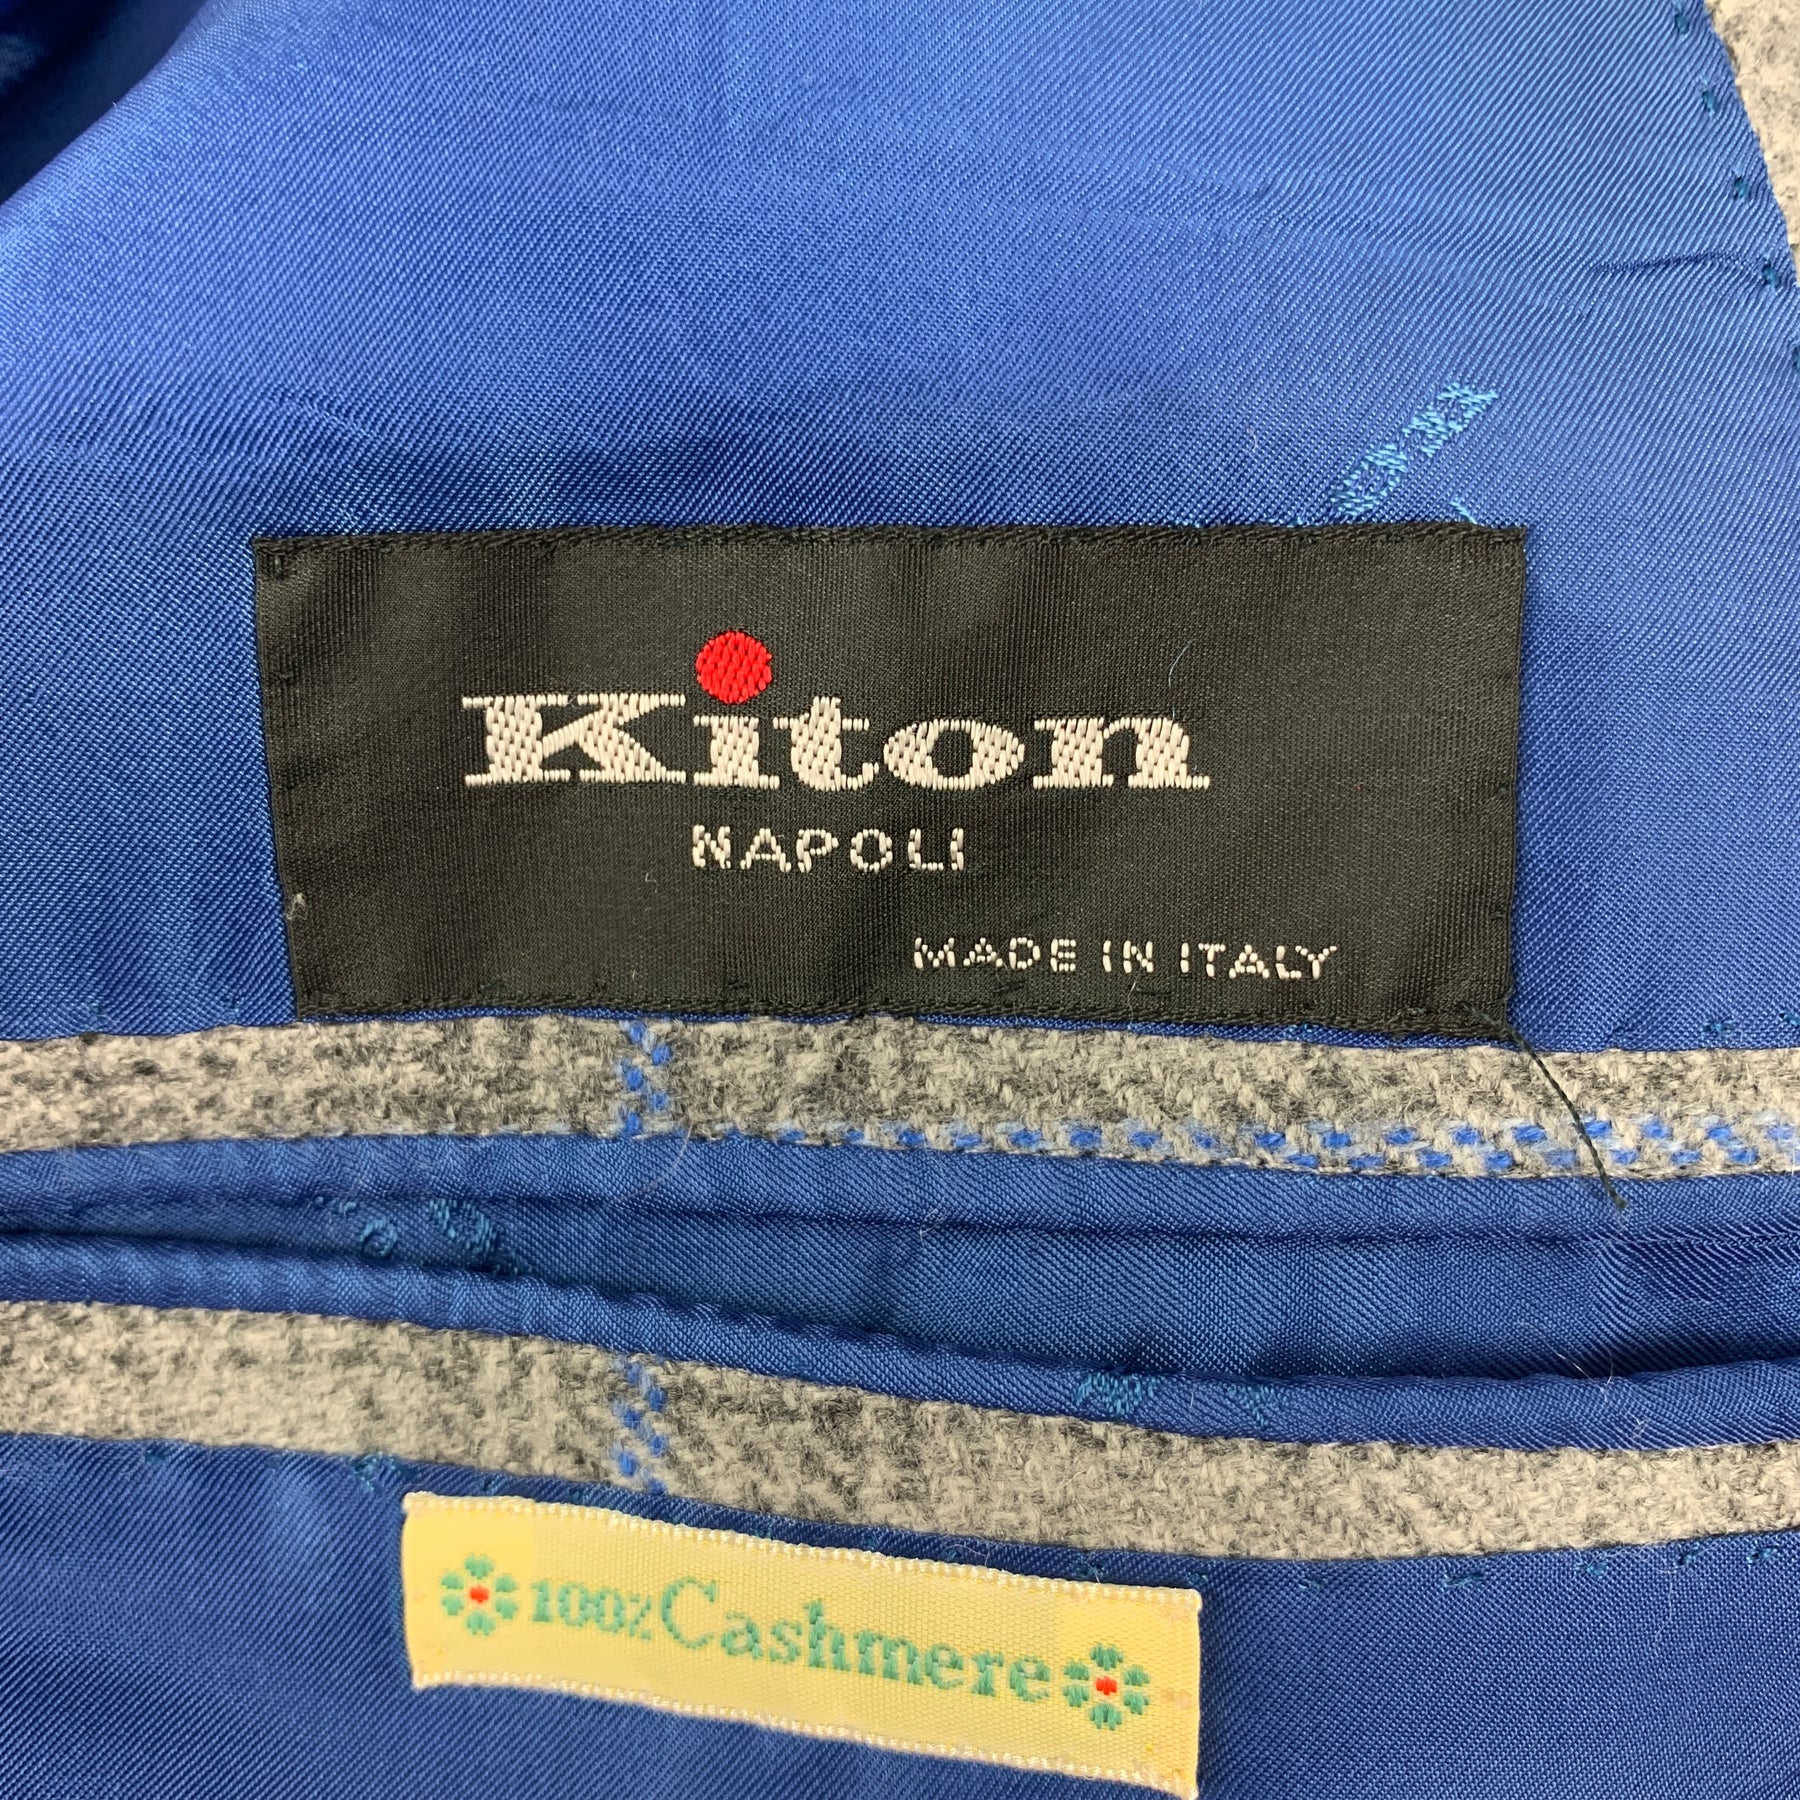 Kiton
NAPOLI
MADE IN ITALY
100% Cashmere